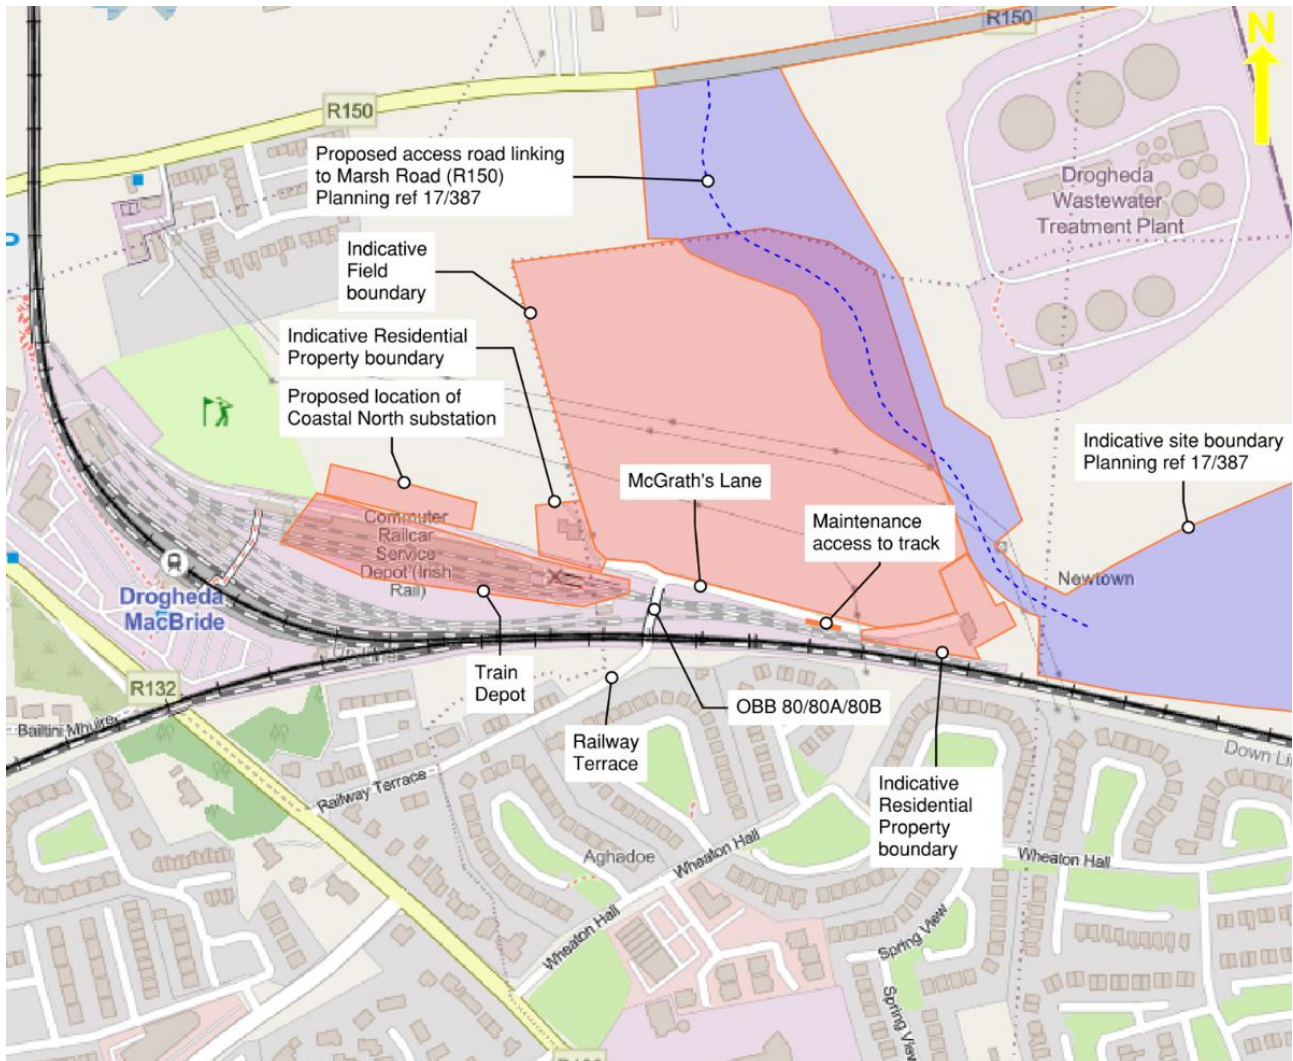 R150
N
R150
Proposed access road linking
to Marsh Road (R150)
Planning ref 17/387
Drogheda
Wastewater
Treatment Plant
Indicative
Field
boundary
Indicative Residential
Property boundary
Proposed location of
Coastal North substation
McGrath's Lane
Maintenance
access to track
Indicative site boundary
Planning ref 17/387
Commuter
Railcar
Service
Depot (Irish
Rail)
Newtown
Drogheda
MacBride
R132
Train
Depot
OBB 80/80A/80B
Railway
Terrace
Indicative
Residential
Property
boundary
Railway Terrace
Aghadoe
Wheaton Hall
Wheaton Hall
Wheaton Hall
Spring View
Spring View